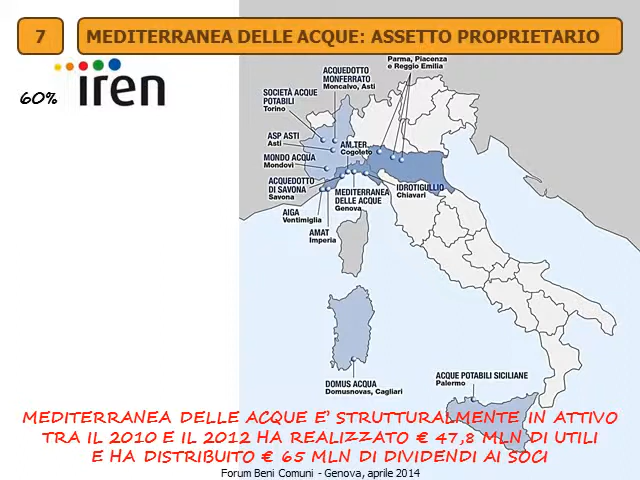 7
MEDITERRANEA DELLE ACQUE: ASSETTO PROPRIETARIO
60%
iren
Parma, Piacenza
e Reggio Emilia
ACQUEDOTTO
MONFERRATO
Moncalvo, Asti
SOCIETÀ ACQUE
POTABILI
Torino
ASP ASTI
Asti
AM.TER.
Cogoleto
MONDO ACQUA
Mondovì
ACQUEDOTTO
DI SAVONA
Savona
MEDITERRANEA
DELLE ACQUE
Genova
IDROTIGULLIO
Chiavari
AIGA
Ventimiglia
AMAT
Imperia
DOMUS ACQUA
Domusnovas, Cagliari
ACQUE POTABILI SICILIANE
Palermo
MEDITERRANEA DELLE ACQUE E' STRUTTURALMENTE IN ATTIVO
TRA IL 2010 E IL 2012 HA REALIZZATO € 47,8 MLN DI UTILI
E HA DISTRIBUITO € 65 MLN DI DIVIDENDI AI SOCI
Forum Beni Comuni - Genova, aprile 2014